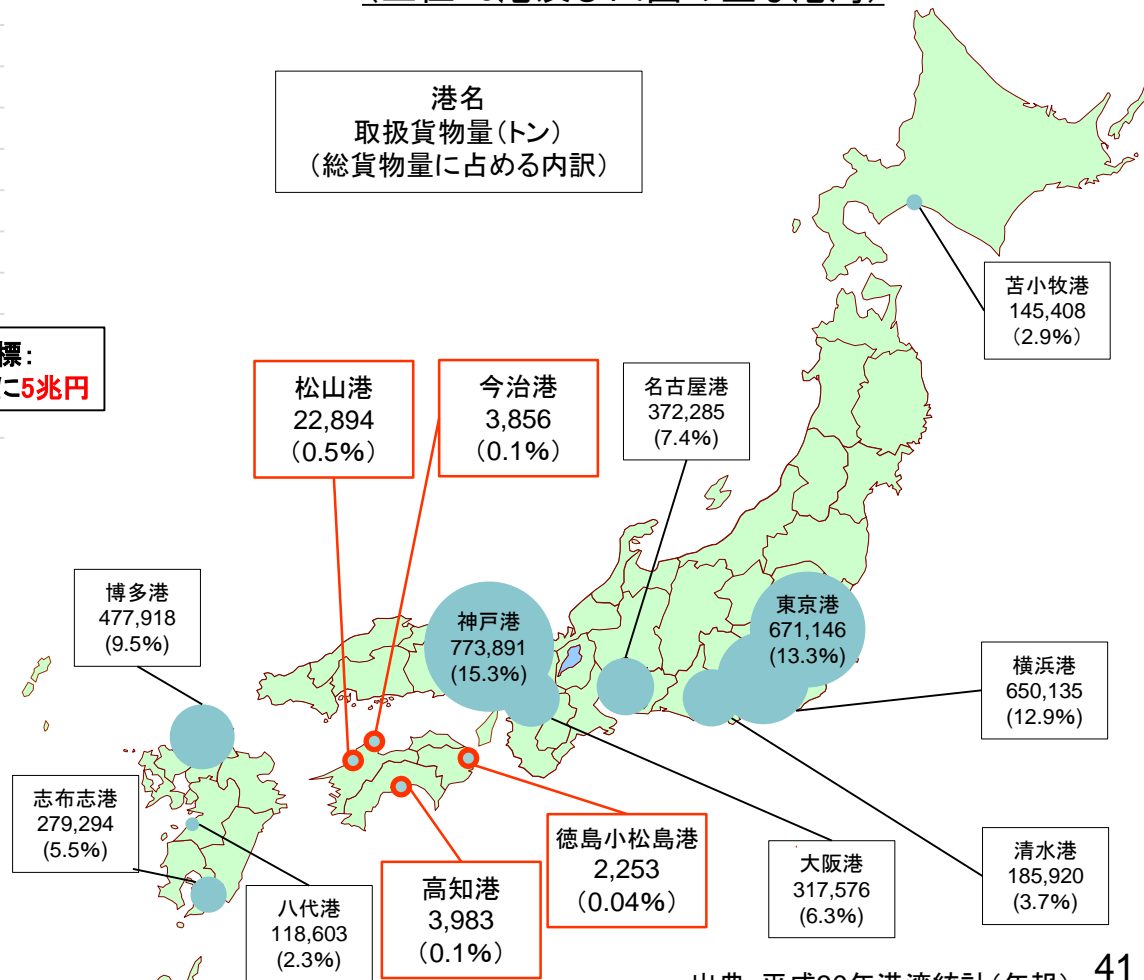 港名
取扱貨物量(トン)
(総貨物量に占める内訳)
苫小牧港
145,408
(2.9%)
標:
に5兆円
松山港
22,894
(0.5%)
今治港
3,856
(0.1%)
名古屋港
372,285
(7.4%)
博多港
477,918
(9.5%)
神戸港
773,891
(15.3%)
東京港
671,146
(13.3%)
横浜港
650,135
(12.9%)
志布志港
279,294
(5.5%)
徳島小松島港
2,253
(0.04%)
大阪港
317,576
(6.3%)
清水港
185,920
(3.7%)
高知港
3,983
(0.1%)
八代港
118,603
(2.3%)
41